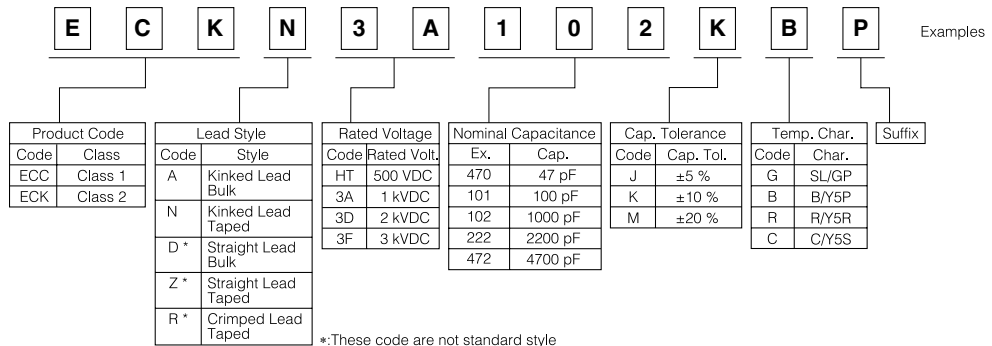 E C K N 3 A 1 0 2 K B P Examples
Product Code
Code Class
ECC Class 1
ECK Class 2
Lead Style
Code Style
A Kinked Lead
Bulk
N Kinked Lead
Taped
D * Straight Lead
Bulk
Z * Straight Lead
Taped
R * Crimped Lead
Taped
Rated Voltage
Code Rated Volt.
HT 500 VDC
3A 1 kVDC
3D 2 kVDC
3F 3 kVDC
Nominal Capacitance
Ex. Cap.
470 47 pF
101 100 pF
102 1000 pF
222 2200 pF
472 4700 pF
Cap. Tolerance
Code Cap. Tol.
J ±5 %
K ±10 %
M ±20 %
Temp. Char.
Code Char.
G SL/GP
B B/Y5P
R R/Y5R
C C/Y5S
Suffix
*:These code are not standard style